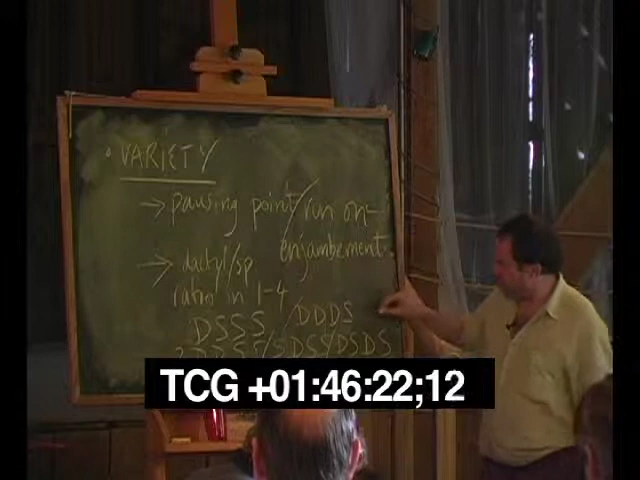 • VARIETY
→ pausing point/run on-
enjambement.
→ dactyl/sp
ratio in 1-4
DSSS /DDDS
DSDS
TCG +01:46:22;12